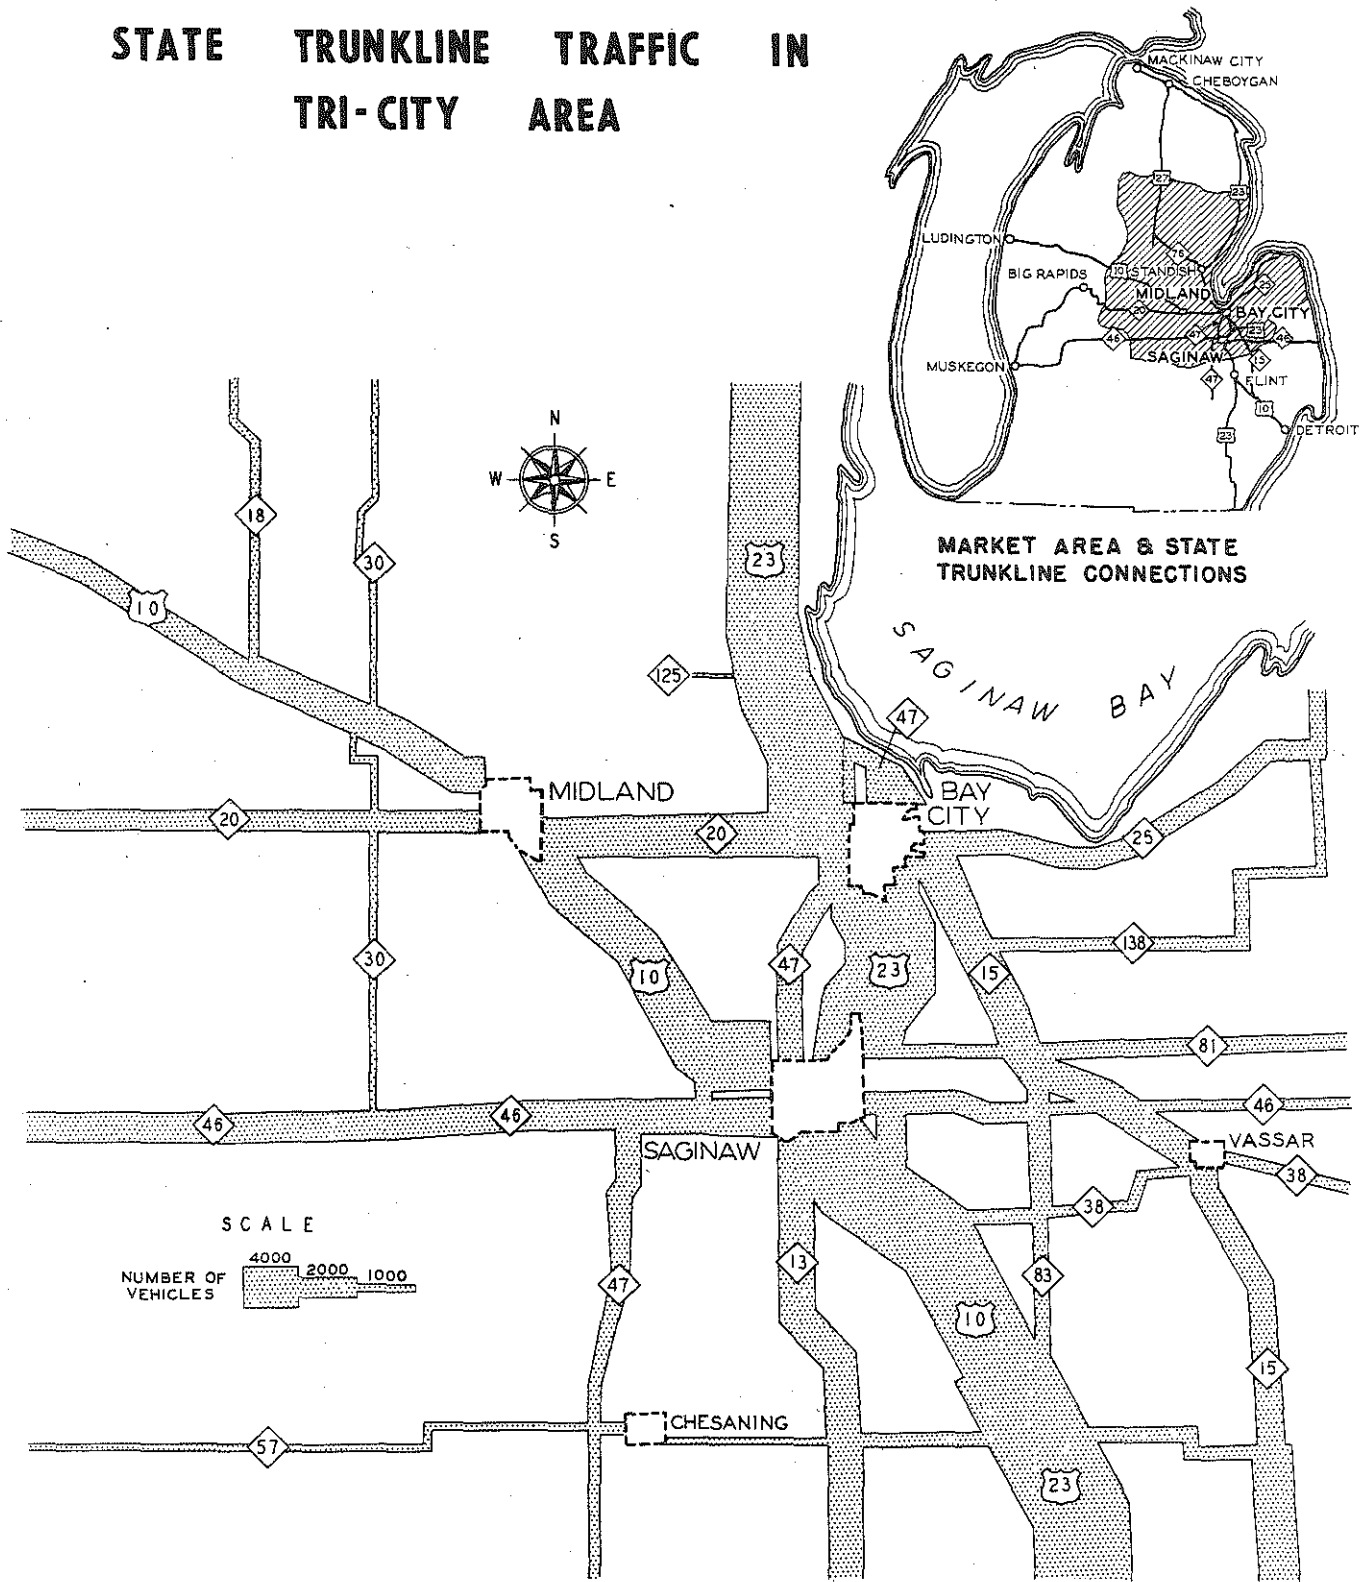 STATE TRUNKLINE TRAFFIC IN
TRI-CITY AREA
MACKINAW CITY
CHEBOYGAN
27
23
LUDINGTON
76
10
STANDISH
BIG RAPIDS
25
MIDLAND
20
BAY CITY
47
23
46
46
SAGINAW
15
MUSKEGON
47
FLINT
10
23
DETROIT
MARKET AREA & STATE
TRUNKLINE CONNECTIONS
N
W E
S
18
30
23
10
125
SAGINAW BAY
47
MIDLAND
BAY
CITY
20
20
25
138
30
10
47
23
15
81
46
46
46
SAGINAW
VASSAR
38
38
SCALE
4000
2000
1000
NUMBER OF
VEHICLES
47
13
83
10
15
CHESANING
57
23